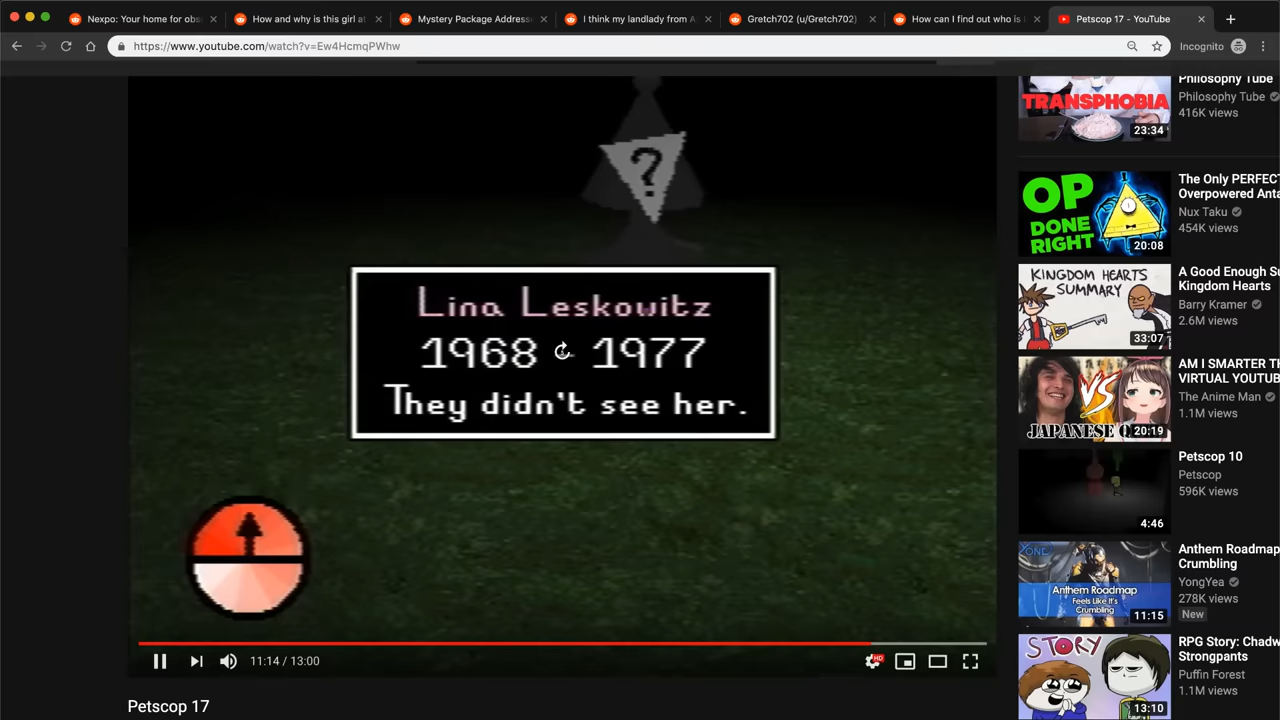 Nexpo: Your home for obs
How and why is this girl at
Mystery Package Addresse
I think my landlady from A
Gretch702 (u/Gretch702)
How can I find out who is
Petscop 17 - YouTube
https://www.youtube.com/watch?v=Ew4HcmqPWhw
Incognito
?
Lina Leskowitz
1968 - 1977
They didn't see her.
11:14 / 13:00
HD
Petscop 17
TRANSPHOBIA
23:34
Philosophy Tube
Philosophy Tube
416K views
OP
DONE
RIGHT
20:08
The Only PERFECT
Overpowered Anta
Nux Taku
454K views
KINGDOM HEARTS
SUMMARY
33:07
A Good Enough Su
Kingdom Hearts
Barry Kramer
2.6M views
VS
JAPANESE Q
20:19
AM I SMARTER TH
VIRTUAL YOUTUB
The Anime Man
1.1M views
4:46
Petscop 10
Petscop
596K views
Anthem Roadmap
Feels Like It's
Crumbling
11:15
Anthem Roadmap
Crumbling
YongYea
278K views
New
STORY
13:10
RPG Story: Chadw
Strongpants
Puffin Forest
1.1M views